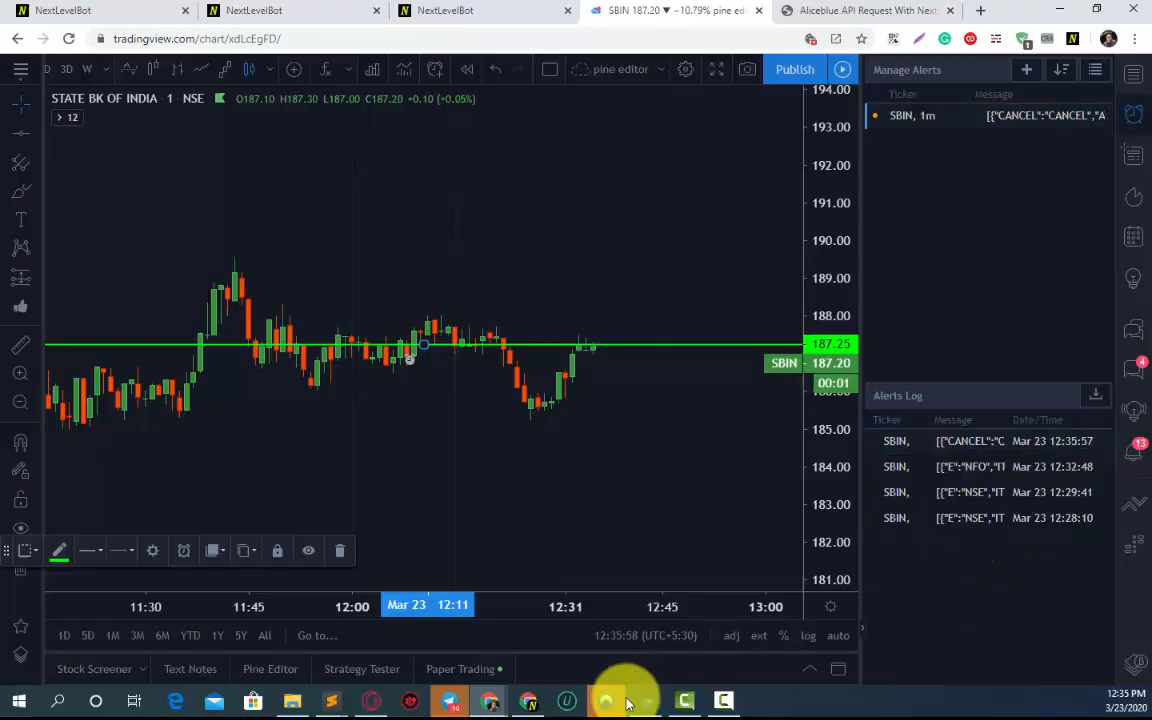 NextLevelBot
NextLevelBot
NextLevelBot
SBIN 187.20 ▼ −10.79% pine ed
Aliceblue API Request With Next
tradingview.com/chart/xdLcEgFD/
D 3D W
pine editor
Publish
Manage Alerts
STATE BK OF INDIA · 1 · NSE
O187.10 H187.30 L187.00 C187.20 +0.10 (+0.05%)
12
Ticker Message
SBIN, 1m [{"CANCEL":"CANCEL","A
194.00
193.00
192.00
191.00
190.00
189.00
188.00
187.25
SBIN 187.20
00:01
185.00
184.00
183.00
182.00
181.00
4
13
Alerts Log
Ticker Message Date/Time
SBIN, [{"CANCEL":"C Mar 23 12:35:57
SBIN, [{"E":"NFO","IT Mar 23 12:32:48
SBIN, [{"E":"NSE","IT Mar 23 12:29:41
SBIN, [{"E":"NSE","IT Mar 23 12:28:10
11:30 11:45 12:00 Mar 23 12:11 12:31 12:45 13:00
1D 5D 1M 3M 6M YTD 1Y 5Y All Go to...
12:35:58 (UTC+5:30) adj ext % log auto
Stock Screener Text Notes Pine Editor Strategy Tester Paper Trading
12:35 PM
3/23/2020